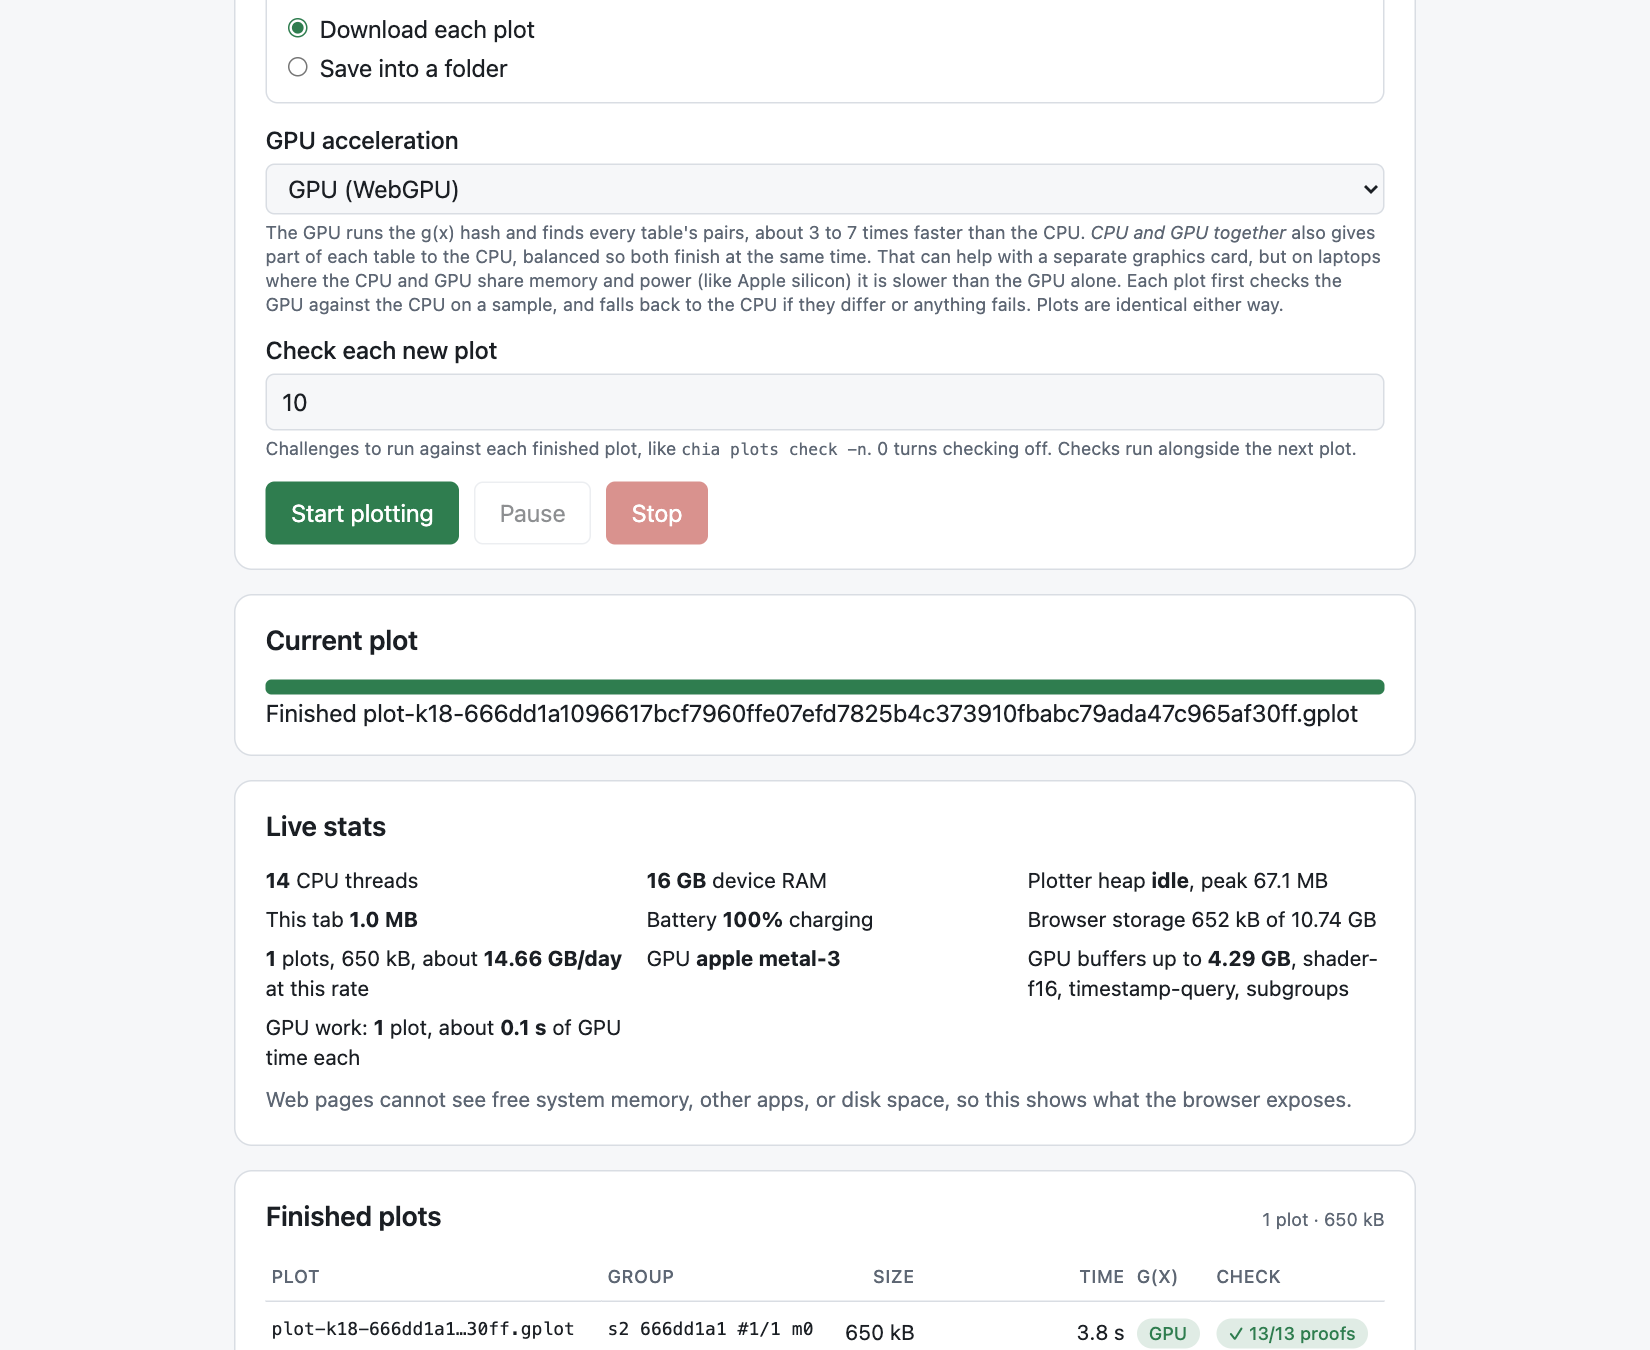 Download each plot
Save into a folder
GPU acceleration
GPU (WebGPU)
The GPU runs the g(x) hash and finds every table's pairs, about 3 to 7 times faster than the CPU. CPU and GPU together also gives
part of each table to the CPU, balanced so both finish at the same time. That can help with a separate graphics card, but on laptops
where the CPU and GPU share memory and power (like Apple silicon) it is slower than the GPU alone. Each plot first checks the
GPU against the CPU on a sample, and falls back to the CPU if they differ or anything fails. Plots are identical either way.
Check each new plot
10
Challenges to run against each finished plot, like chia plots check -n. 0 turns checking off. Checks run alongside the next plot.
Start plotting Pause Stop
Current plot
Finished plot-k18-666dd1a1096617bcf7960ffe07efd7825b4c373910fbabc79ada47c965af30ff.gplot
Live stats
14 CPU threads
16 GB device RAM
Plotter heap idle, peak 67.1 MB
This tab 1.0 MB
Battery 100% charging
Browser storage 652 kB of 10.74 GB
1 plots, 650 kB, about 14.66 GB/day
at this rate
GPU apple metal-3
GPU buffers up to 4.29 GB, shader-
f16, timestamp-query, subgroups
GPU work: 1 plot, about 0.1 s of GPU
time each
Web pages cannot see free system memory, other apps, or disk space, so this shows what the browser exposes.
Finished plots
1 plot · 650 kB
PLOT GROUP SIZE TIME G(X) CHECK
plot-k18-666dd1a1…30ff.gplot s2 666dd1a1 #1/1 m0 650 kB 3.8 s GPU ✓ 13/13 proofs